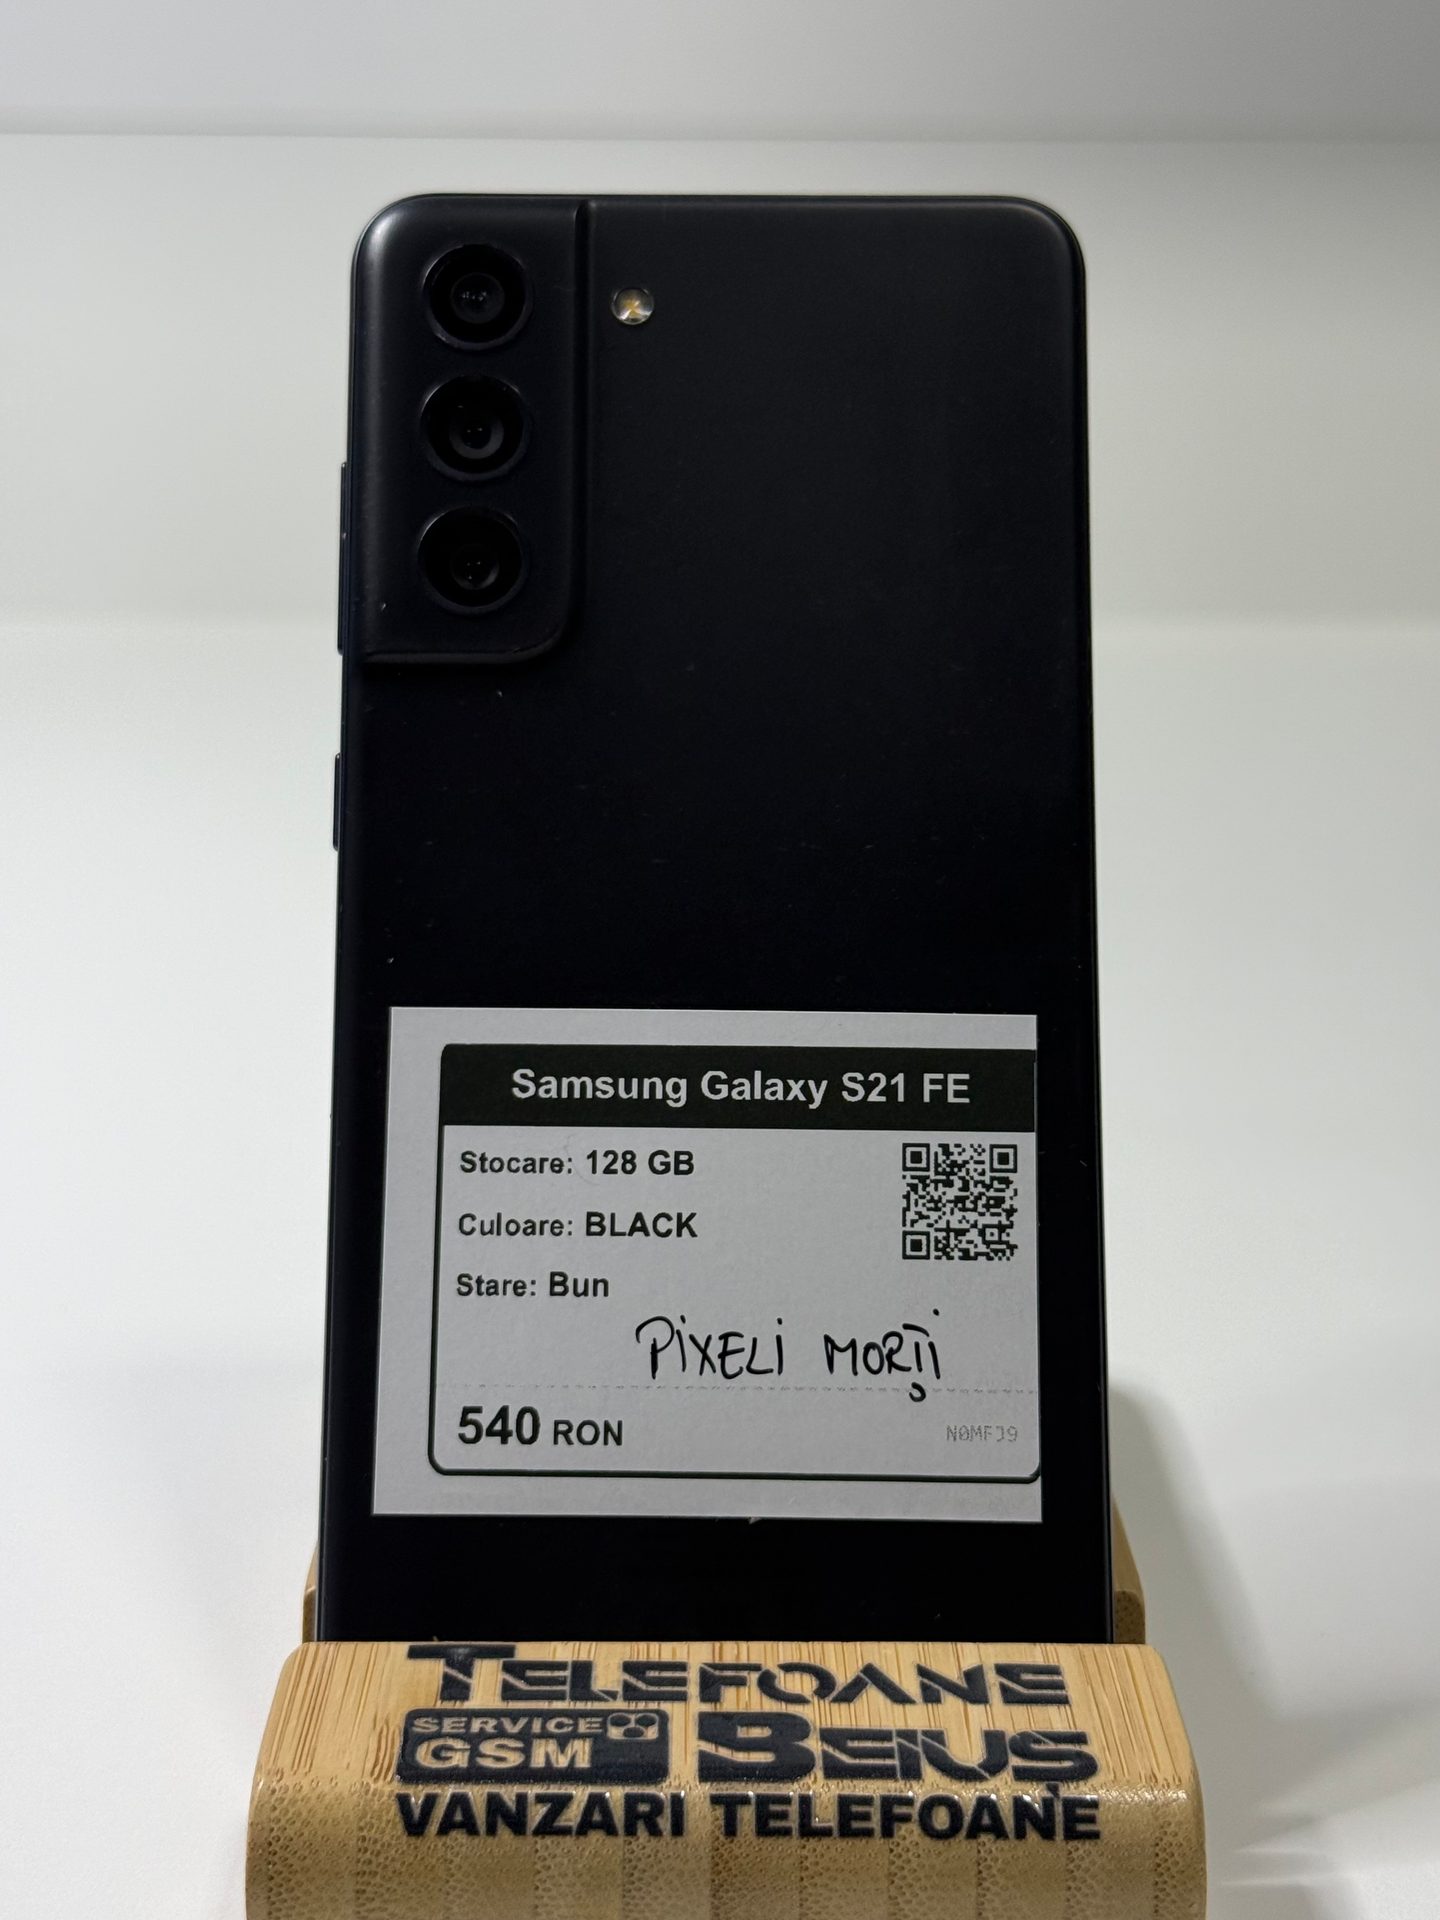 Samsung Galaxy S21 FE
Stocare: 128 GB
Culoare: BLACK
Stare: Bun
PIXELI MORȚI
540 RON
N0MFJ9
TELEFOANE
SERVICE
GSM
BEIUȘ
VANZARI TELEFOANE